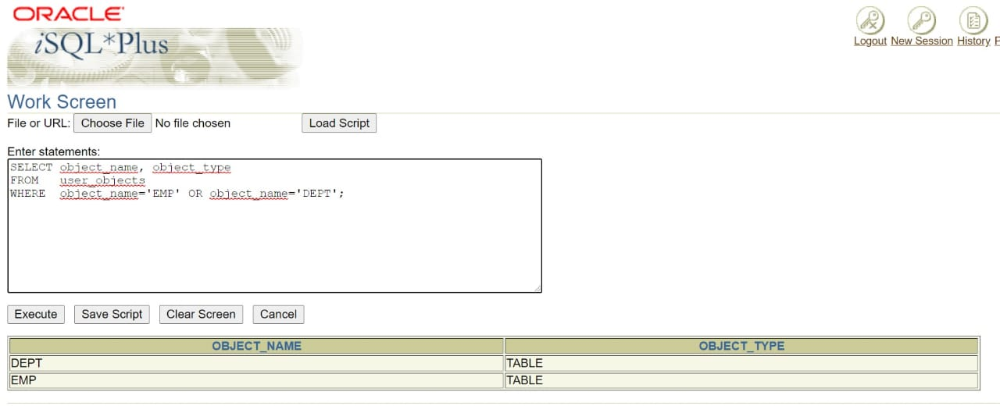 ORACLE
iSQL*Plus
Logout New Session History
Work Screen
File or URL: Choose File No file chosen Load Script
Enter statements:
SELECT object_name, object_type
FROM user_objects
WHERE object_name='EMP' OR object_name='DEPT';
Execute Save Script Clear Screen Cancel
OBJECT_NAME OBJECT_TYPE
DEPT TABLE
EMP TABLE